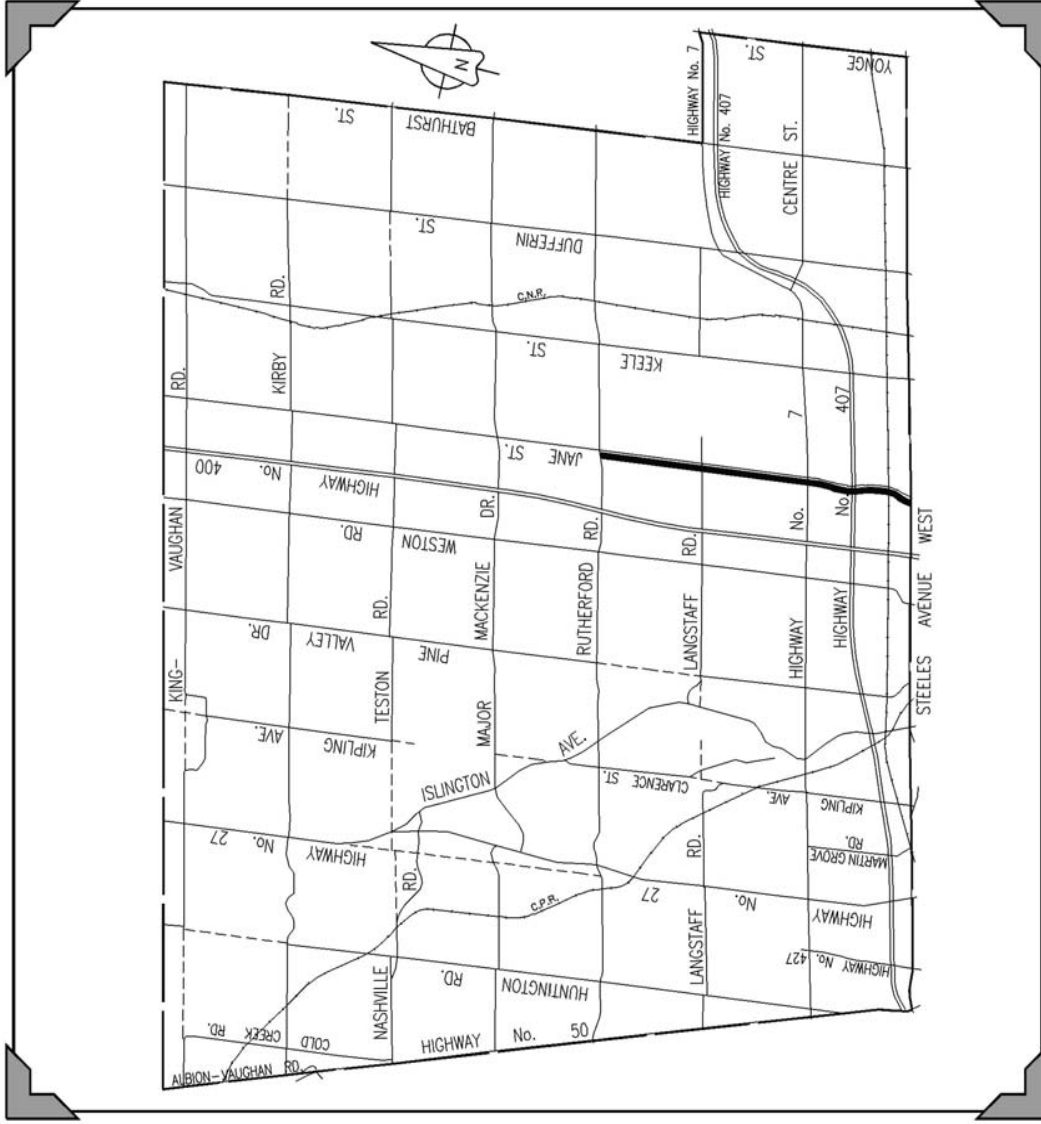 N
HIGHWAY No. 7
HIGHWAY No. 407
YONGE ST.
CENTRE ST.
BATHURST ST.
DUFFERIN ST.
C.N.R.
KEELE ST.
JANE ST.
HIGHWAY No. 400
WESTON RD.
PINE VALLEY DR.
KIPLING AVE.
ISLINGTON AVE.
CLARENCE ST.
KIPLING AVE.
MARTIN GROVE RD.
HIGHWAY No. 27
No. 27 HIGHWAY
C.P.R.
HIGHWAY No. 427
HUNTINGTON RD.
HIGHWAY No. 50
COLD CREEK RD.
ALBION-VAUGHAN RD.
KING-VAUGHAN RD.
KIRBY RD.
TESTON RD.
NASHVILLE RD.
MAJOR MACKENZIE DR.
RUTHERFORD RD.
LANGSTAFF RD.
LANGSTAFF RD.
HIGHWAY No. 7
HIGHWAY No. 407
STEELES AVENUE WEST